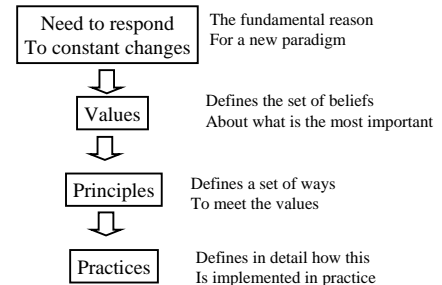 Need to respond
To constant changes
The fundamental reason
For a new paradigm
Values
Defines the set of beliefs
About what is the most important
Principles
Defines a set of ways
To meet the values
Practices
Defines in detail how this
Is implemented in practice